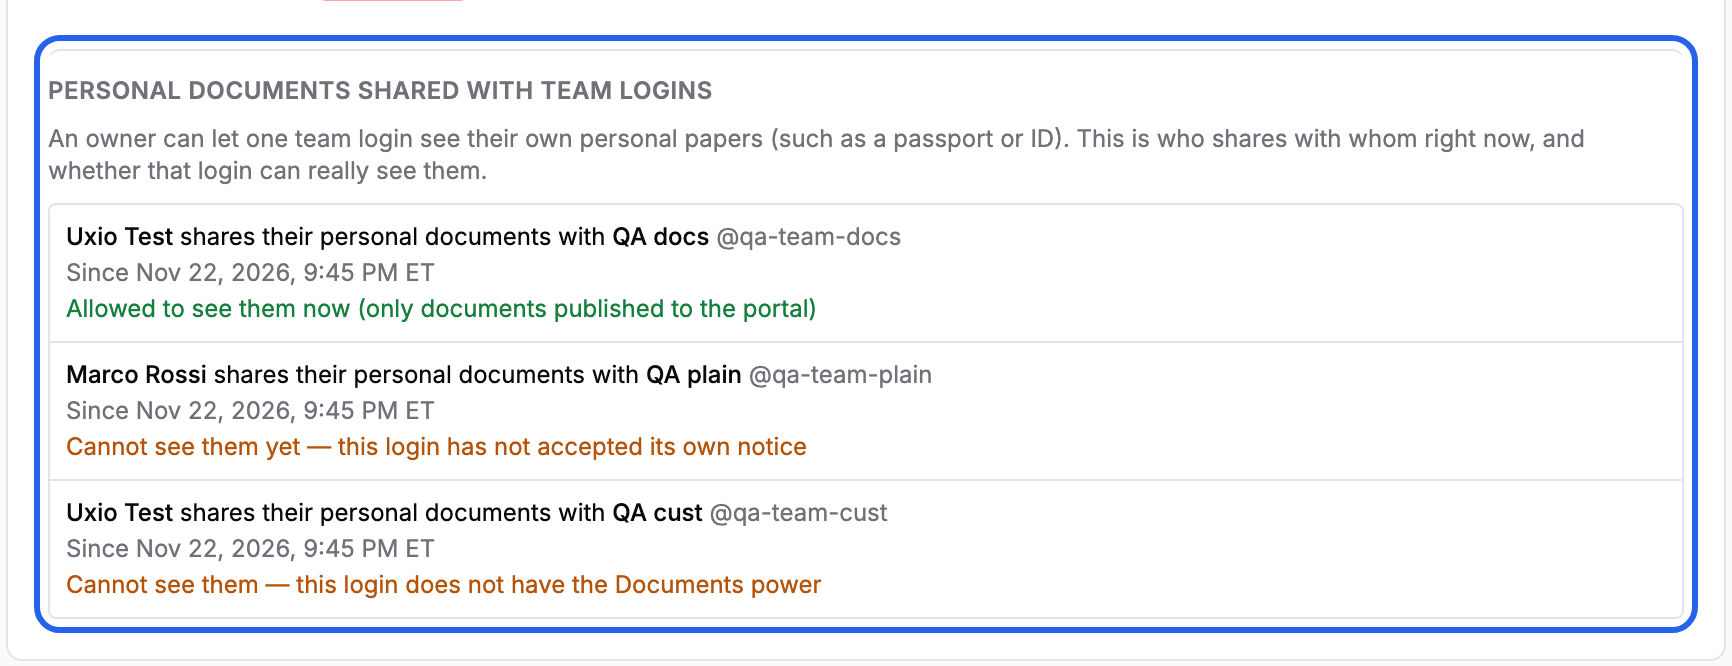 PERSONAL DOCUMENTS SHARED WITH TEAM LOGINS
An owner can let one team login see their own personal papers (such as a passport or ID). This is who shares with whom right now, and
whether that login can really see them.
Uxio Test shares their personal documents with QA docs @qa-team-docs
Since Nov 22, 2026, 9:45 PM ET
Allowed to see them now (only documents published to the portal)
Marco Rossi shares their personal documents with QA plain @qa-team-plain
Since Nov 22, 2026, 9:45 PM ET
Cannot see them yet — this login has not accepted its own notice
Uxio Test shares their personal documents with QA cust @qa-team-cust
Since Nov 22, 2026, 9:45 PM ET
Cannot see them — this login does not have the Documents power